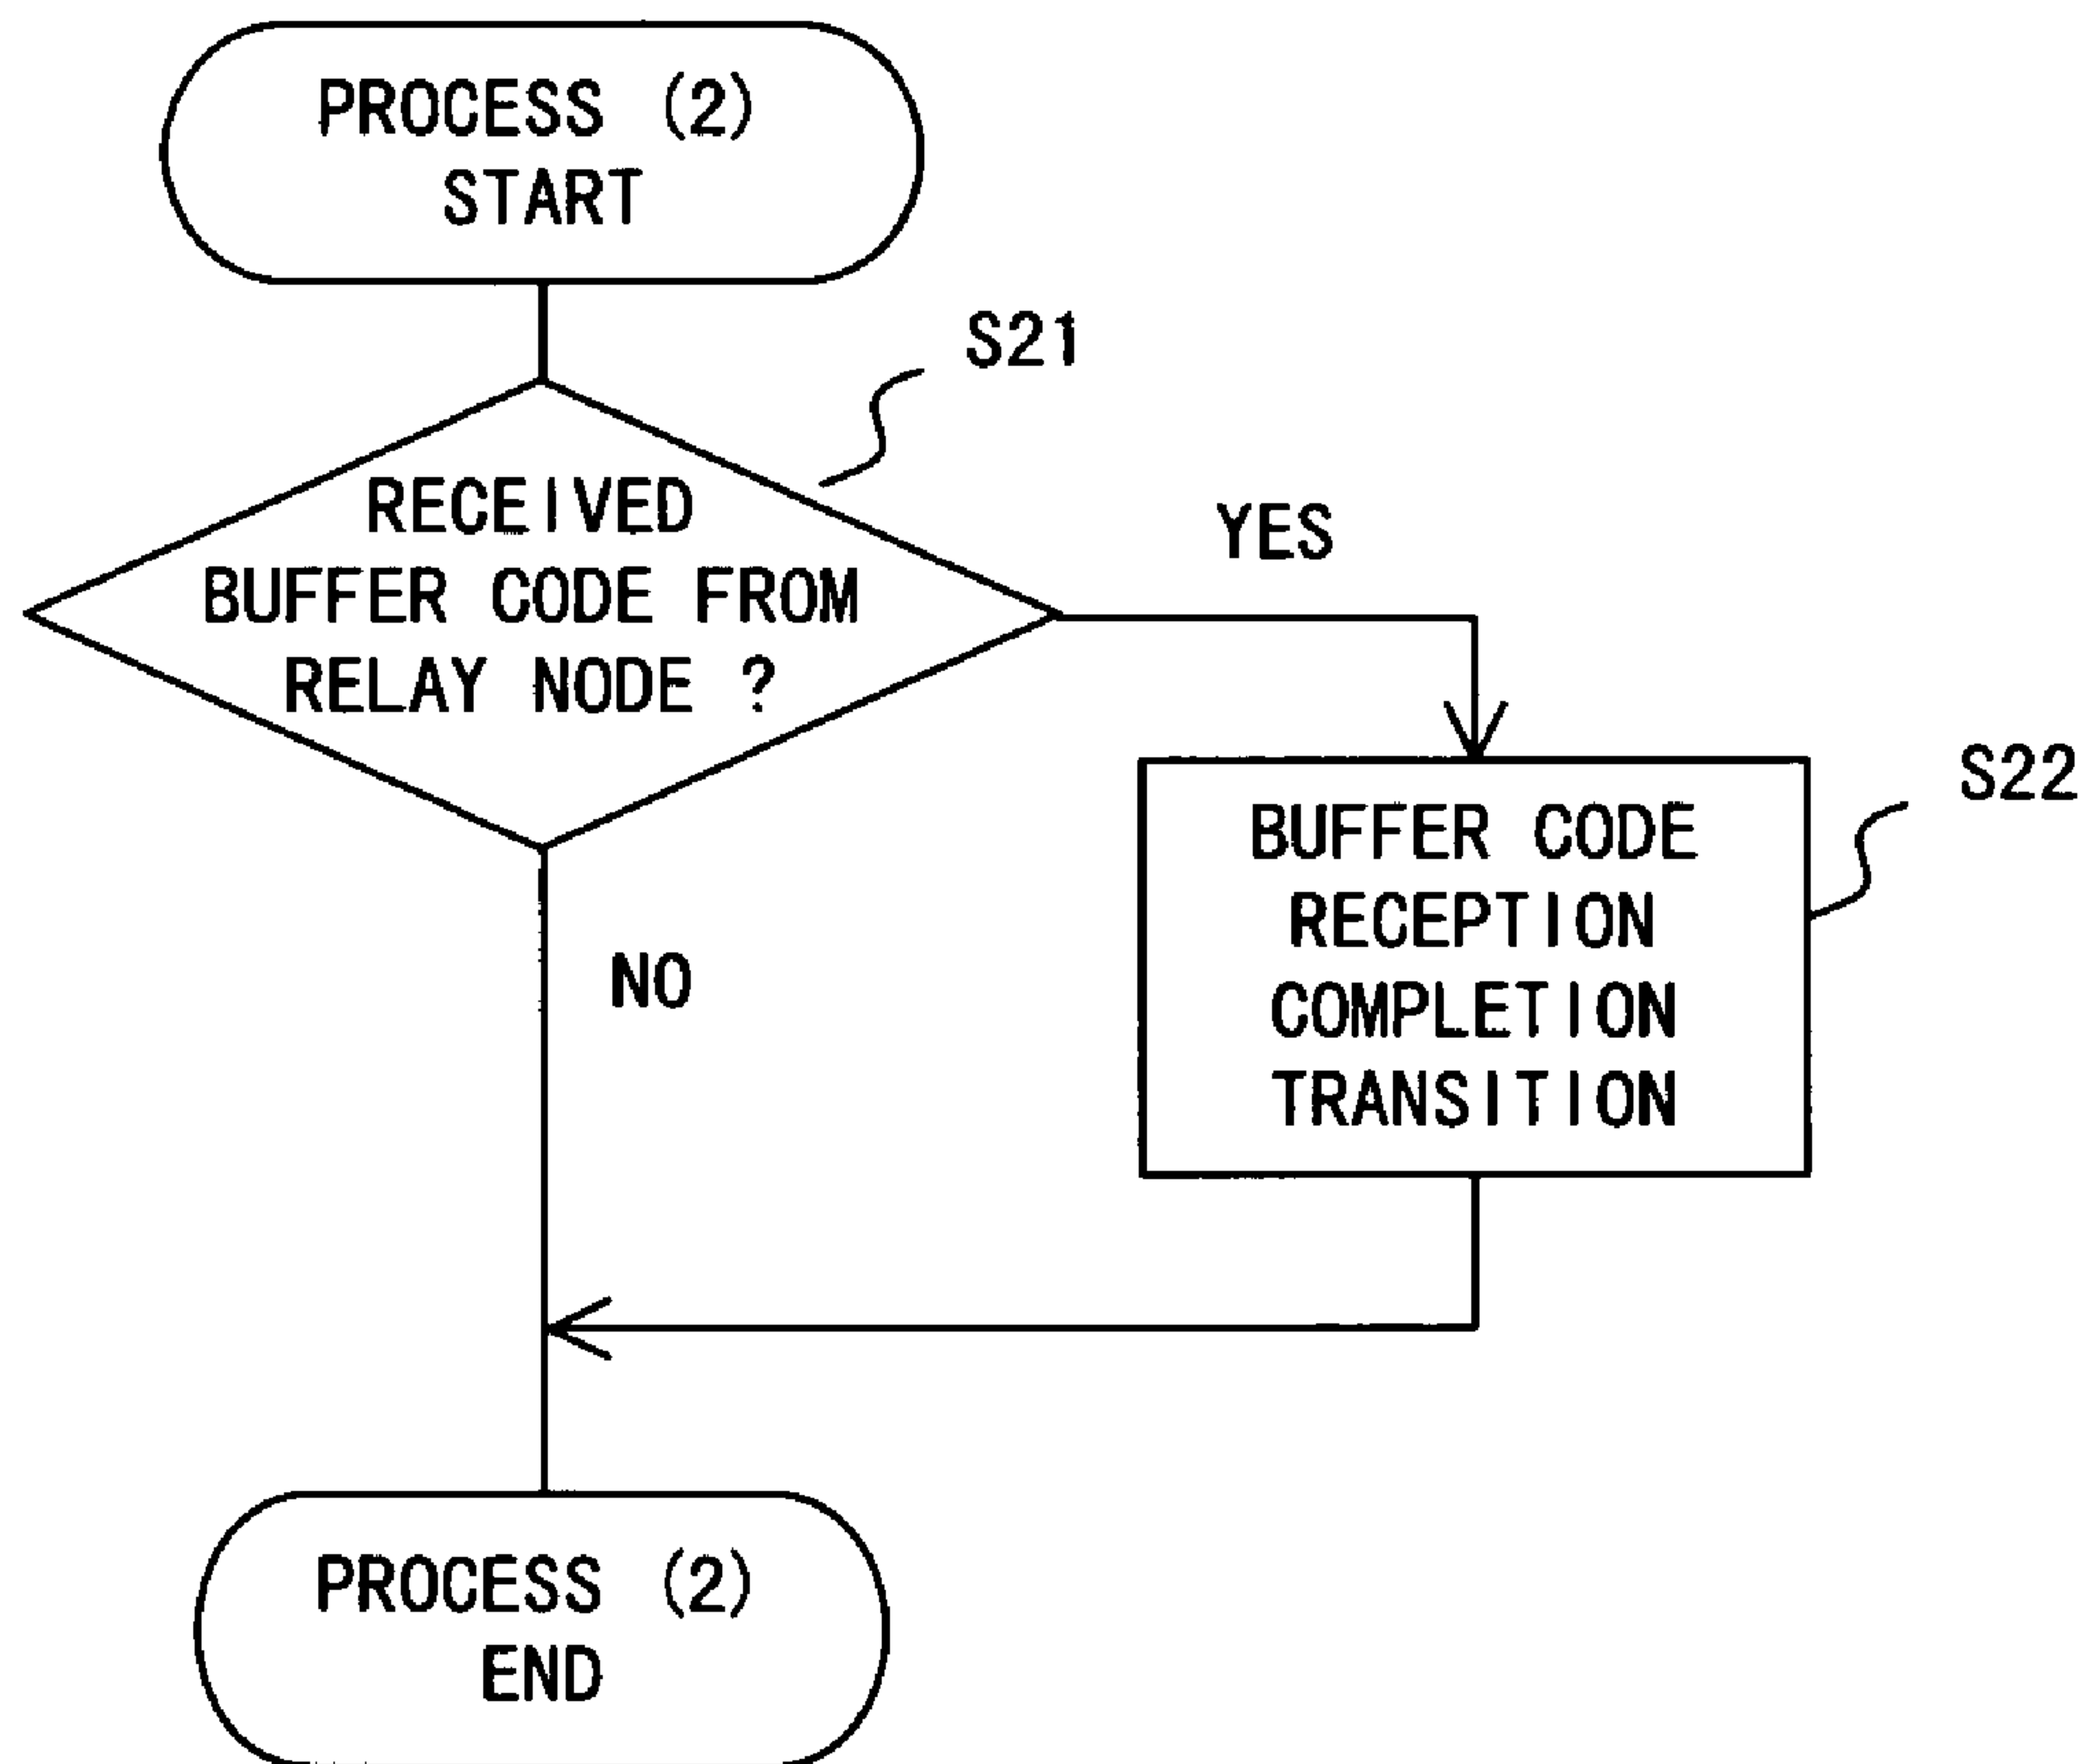 PROCESS (2)
START
S21
RECEIVED
BUFFER CODE FROM
RELAY NODE ?
YES
S22
BUFFER CODE
RECEPTION
COMPLETION
TRANSITION
NO
PROCESS (2)
END